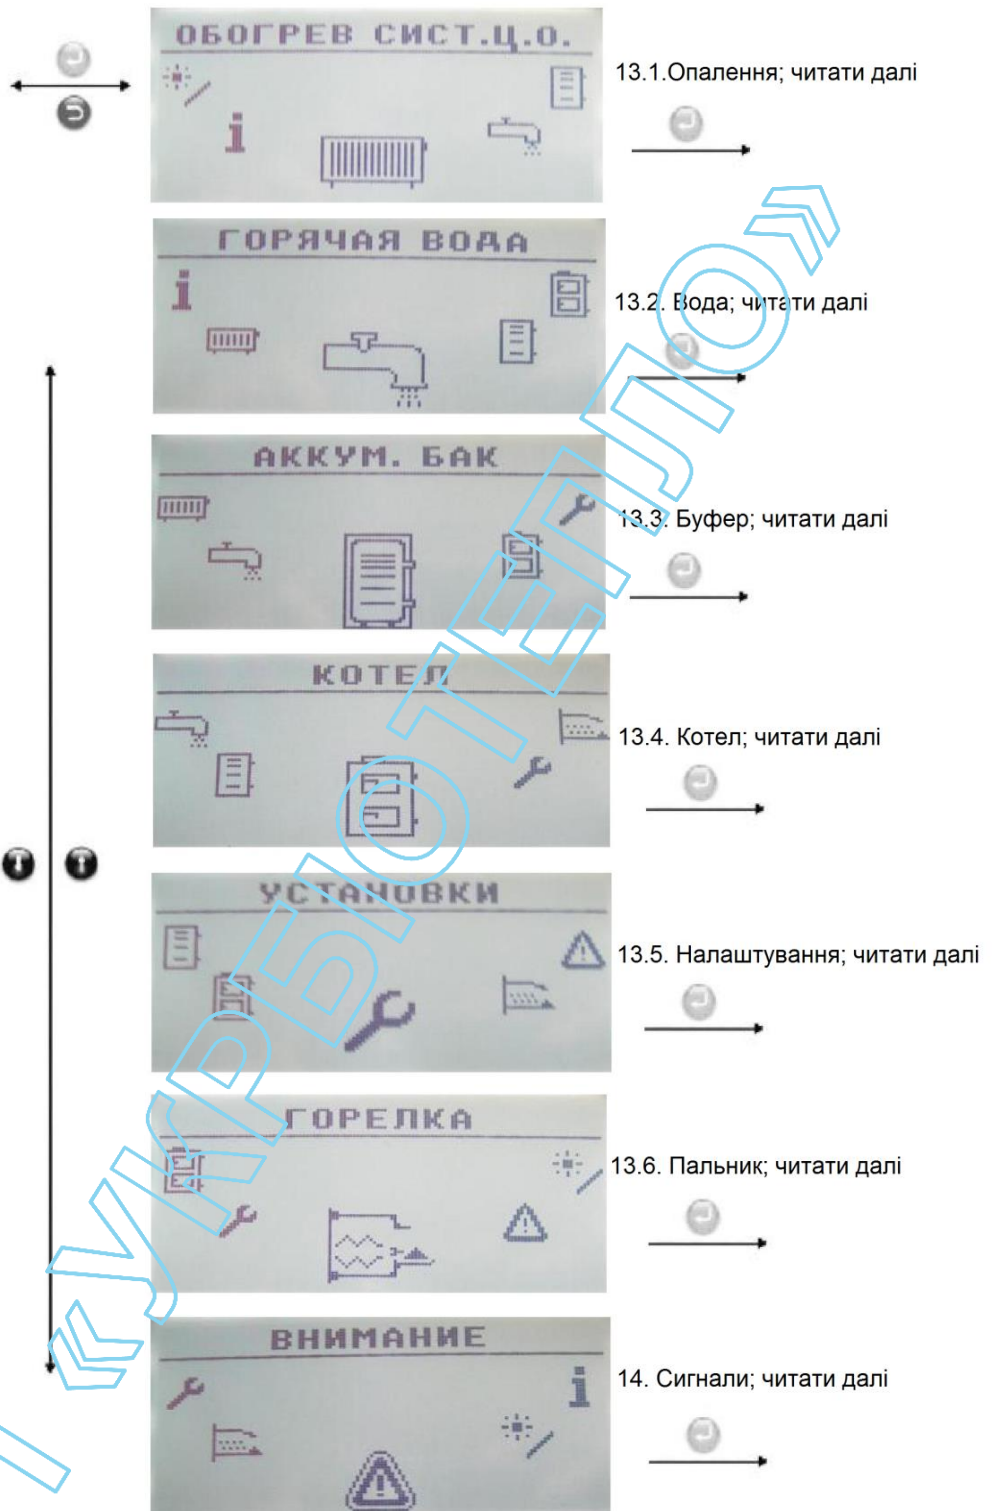 ОБОГРЕВ СИСТ.Ц.О.
13.1.Опалення; читати далі
ГОРЯЧАЯ ВОДА
13.2. Вода; читати далі
АККУМ. БАК
13.3. Буфер; читати далі
КОТЕЛ
13.4. Котел; читати далі
УСТАНОВКИ
13.5. Налаштування; читати далі
ГОРЕЛКА
13.6. Пальник; читати далі
ВНИМАНИЕ
14. Сигнали; читати далі
«УКРБІОТЕПЛО»